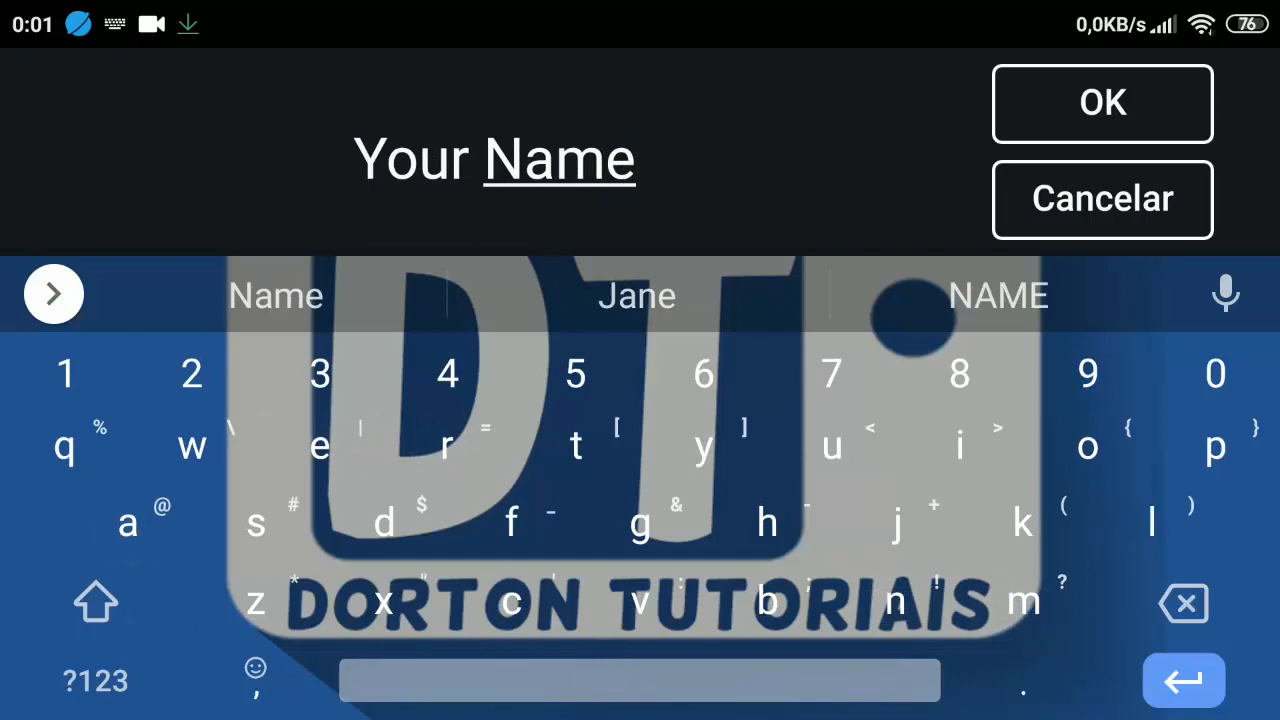 0:01 0,0KB/s 76
OK
Your Name
Cancelar
Name Jane NAME
1 2 3 4 5 6 7 8 9 0
% \ | = [ ] < > { }
q w e r t y u i o p
@ # $ _ & - + ( )
a s d f g h j k l
* " ' : ; ! ?
z x c v b n m
DORTON TUTORIAIS
DT
?123 , .